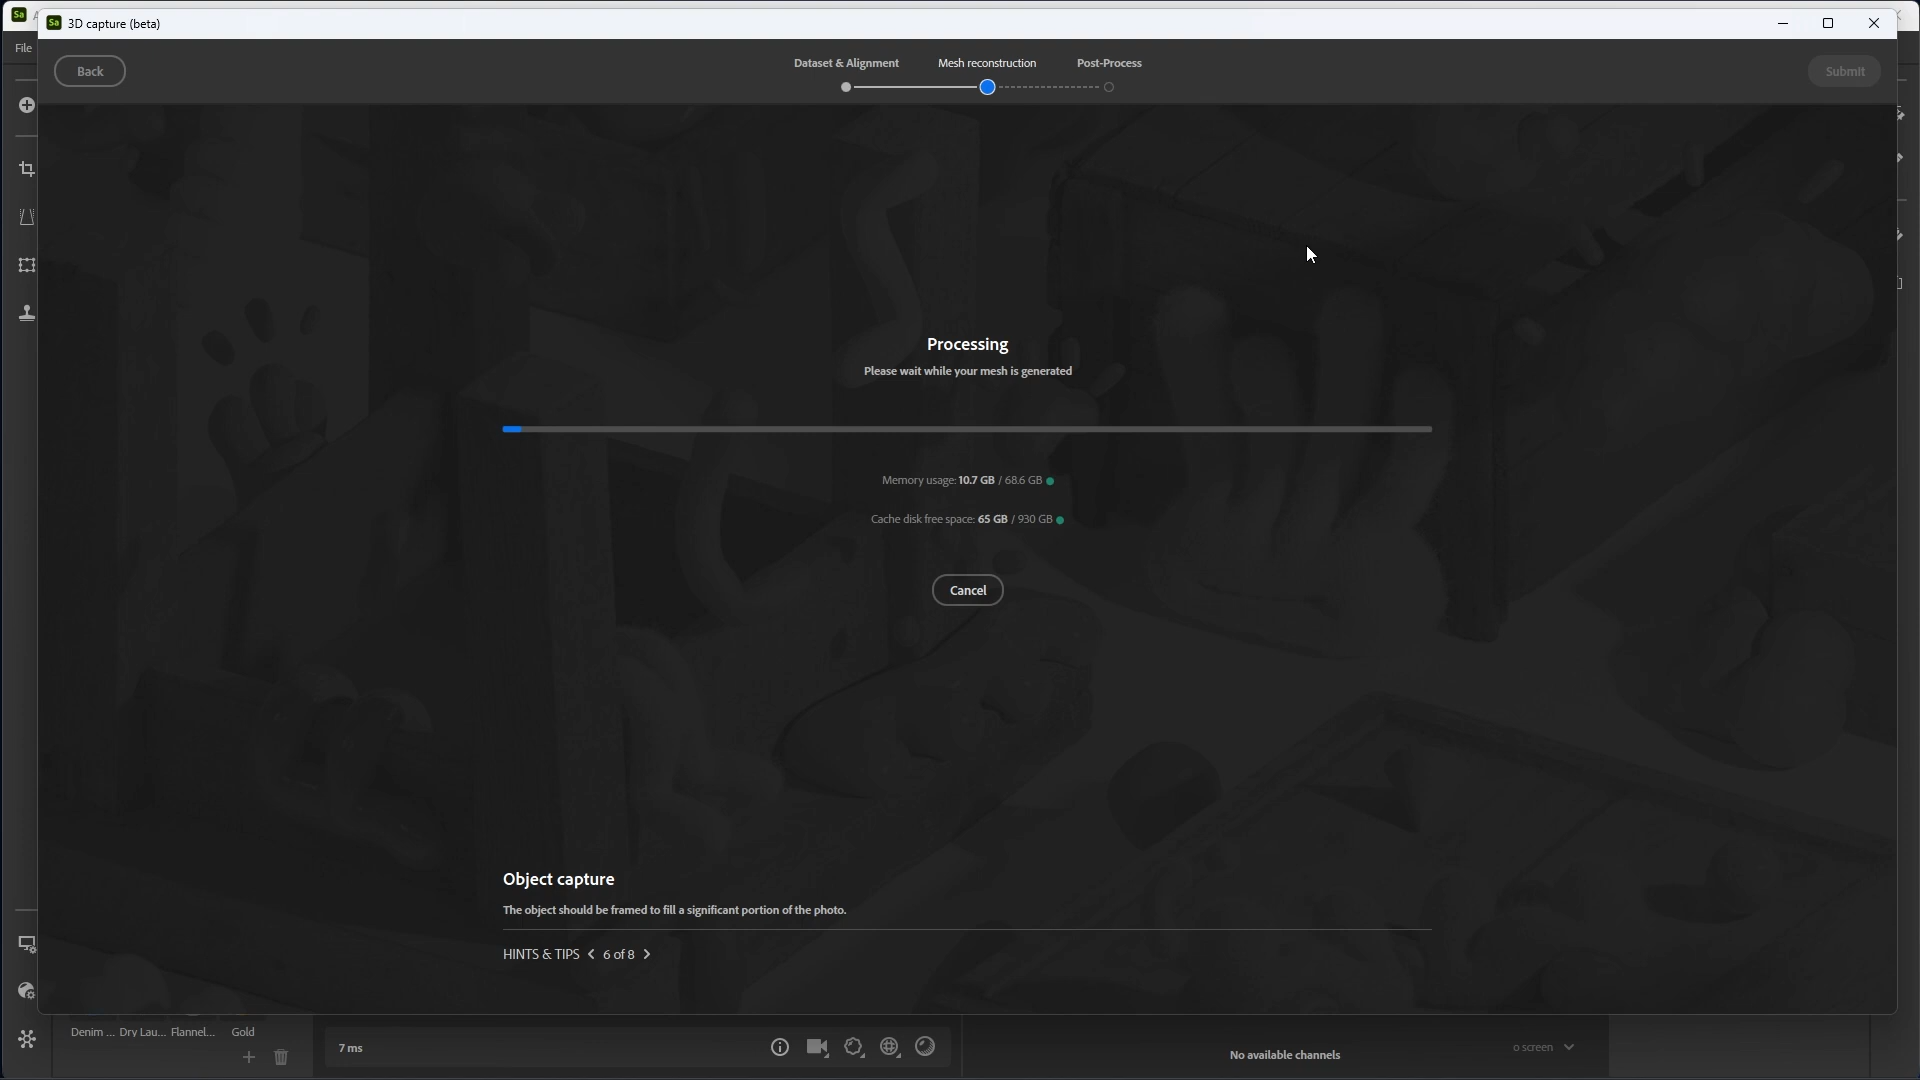 Sa
Sa 3D capture (beta)
File
Back
Dataset & Alignment
Mesh reconstruction
Post-Process
Submit
Processing
Please wait while your mesh is generated
Memory usage: 10.7 GB / 68.6 GB
Cache disk free space: 65 GB / 930 GB
Cancel
Object capture
The object should be framed to fill a significant portion of the photo.
HINTS & TIPS < 6 of 8 >
Denim ... Dry Lau... Flannel... Gold
7 ms
No available channels
o screen